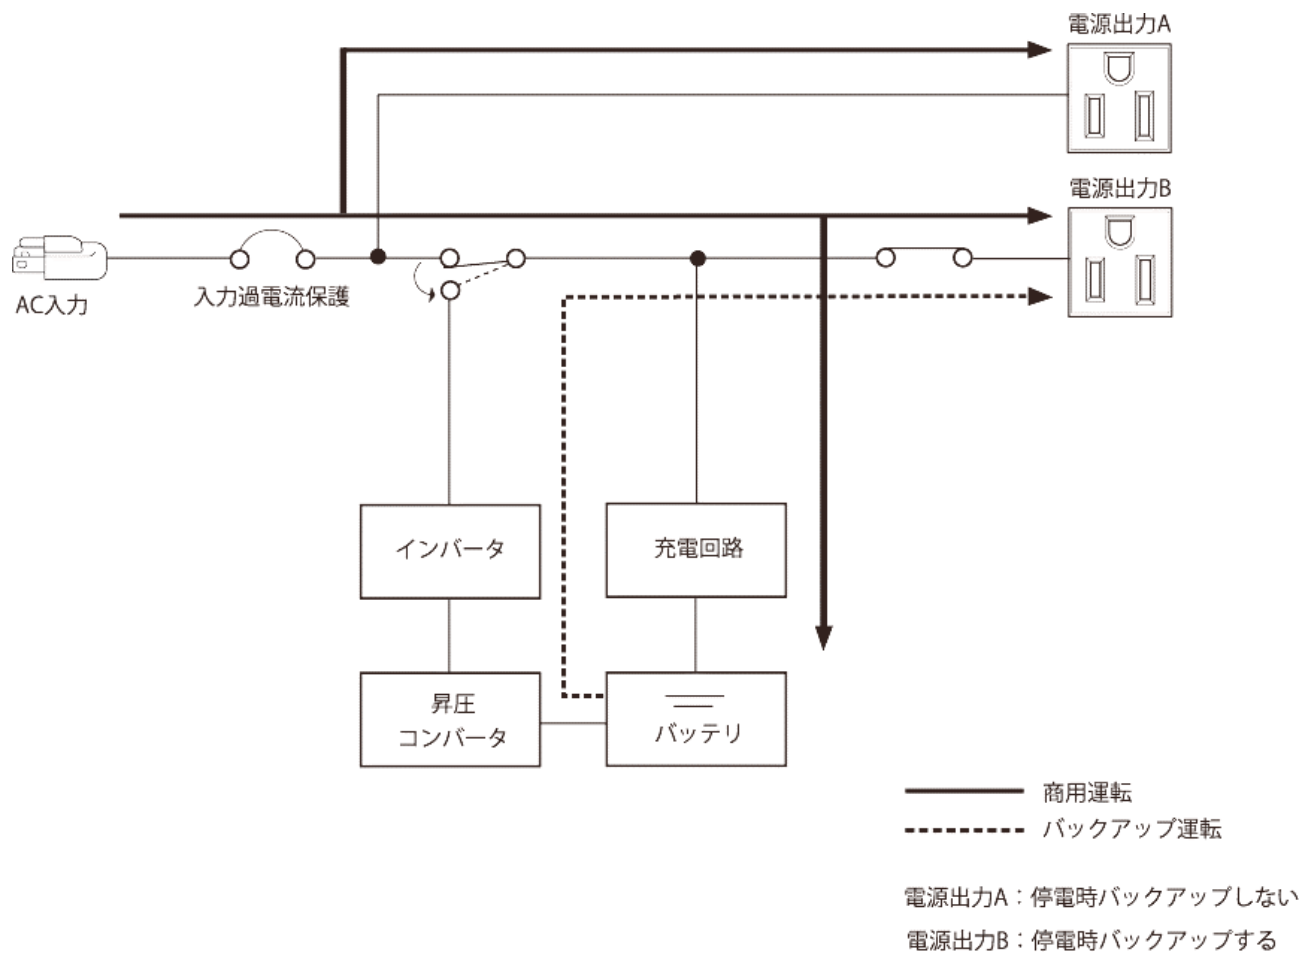 電源出力A
電源出力B
AC入力
入力過電流保護
インバータ
充電回路
昇圧
コンバータ
バッテリ
商用運転
バックアップ運転
電源出力A：停電時バックアップしない
電源出力B：停電時バックアップする